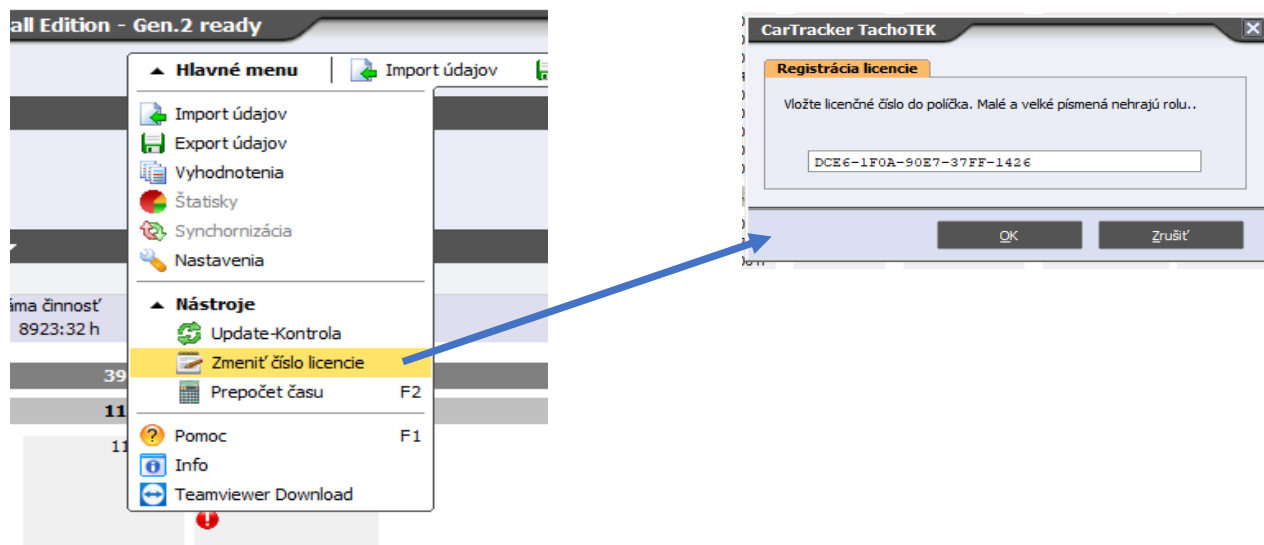 all Edition - Gen.2 ready
Hlavné menu
Import údajov
Import údajov
Export údajov
Vyhodnotenia
Štatisky
Synchornizácia
Nastavenia
áma činnosť
8923:32 h
Nástroje
Update-Kontrola
Zmeniť číslo licencie
Prepočet času F2
39
11
11
Pomoc F1
Info
Teamviewer Download
CarTracker TachoTEK
Registrácia licencie
Vložte licenčné číslo do políčka. Malé a velké písmená nehrajú rolu..
DCE6-1F0A-90E7-37FF-1426
OK
Zrušiť